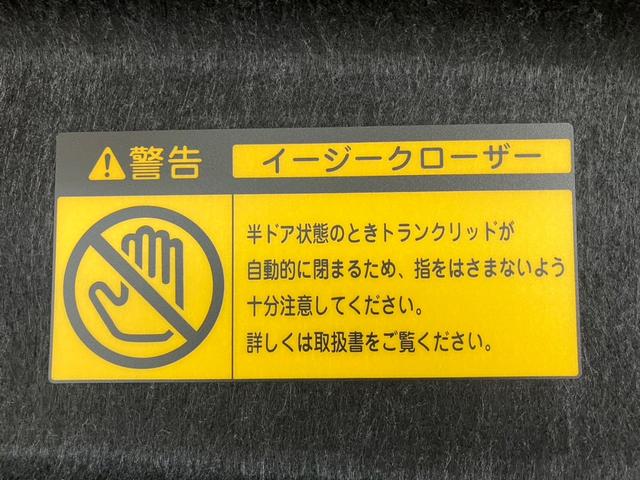 警告
イージークローザー
半ドア状態のときトランクリッドが
自動的に閉まるため、指をはさまないよう
十分注意してください。
詳しくは取扱書をご覧ください。